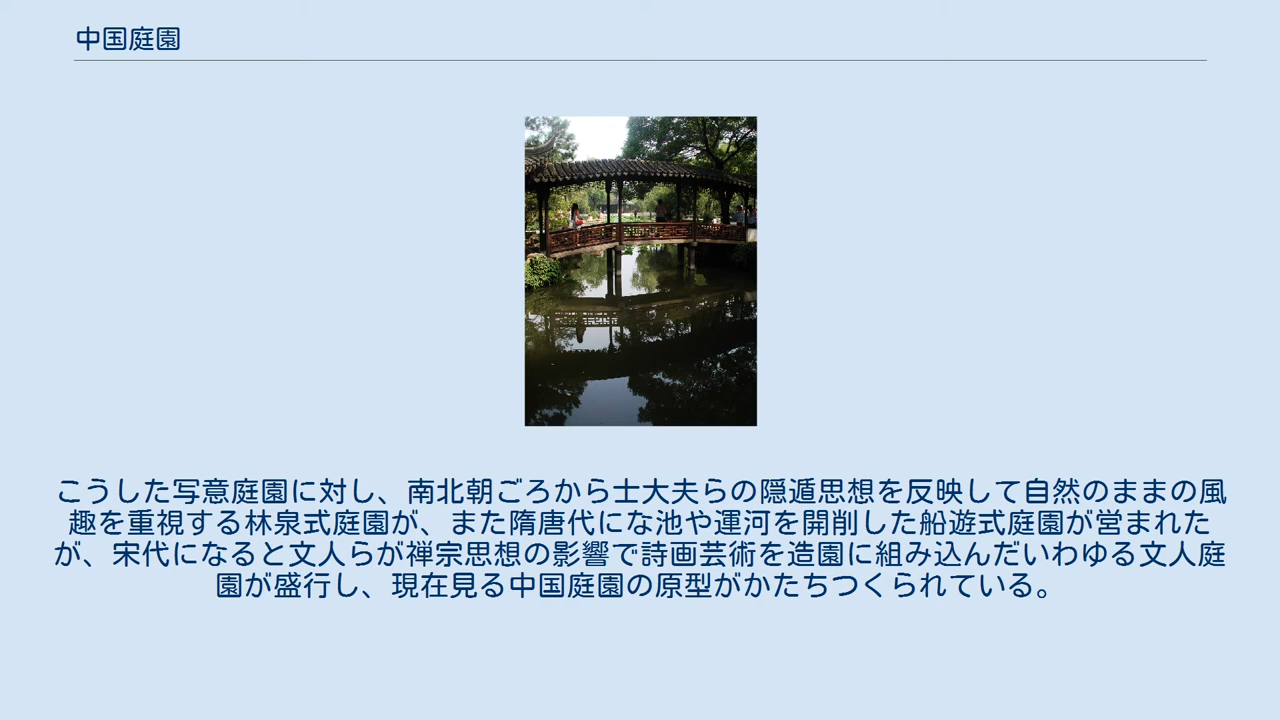 中国庭園
こうした写意庭園に対し、南北朝ごろから士大夫らの隠遁思想を反映して自然のままの風
趣を重視する林泉式庭園が、また隋唐代にな池や運河を開削した船遊式庭園が営まれた
が、宋代になると文人らが禅宗思想の影響で詩画芸術を造園に組み込んだいわゆる文人庭
園が盛行し、現在見る中国庭園の原型がかたちつくられている。